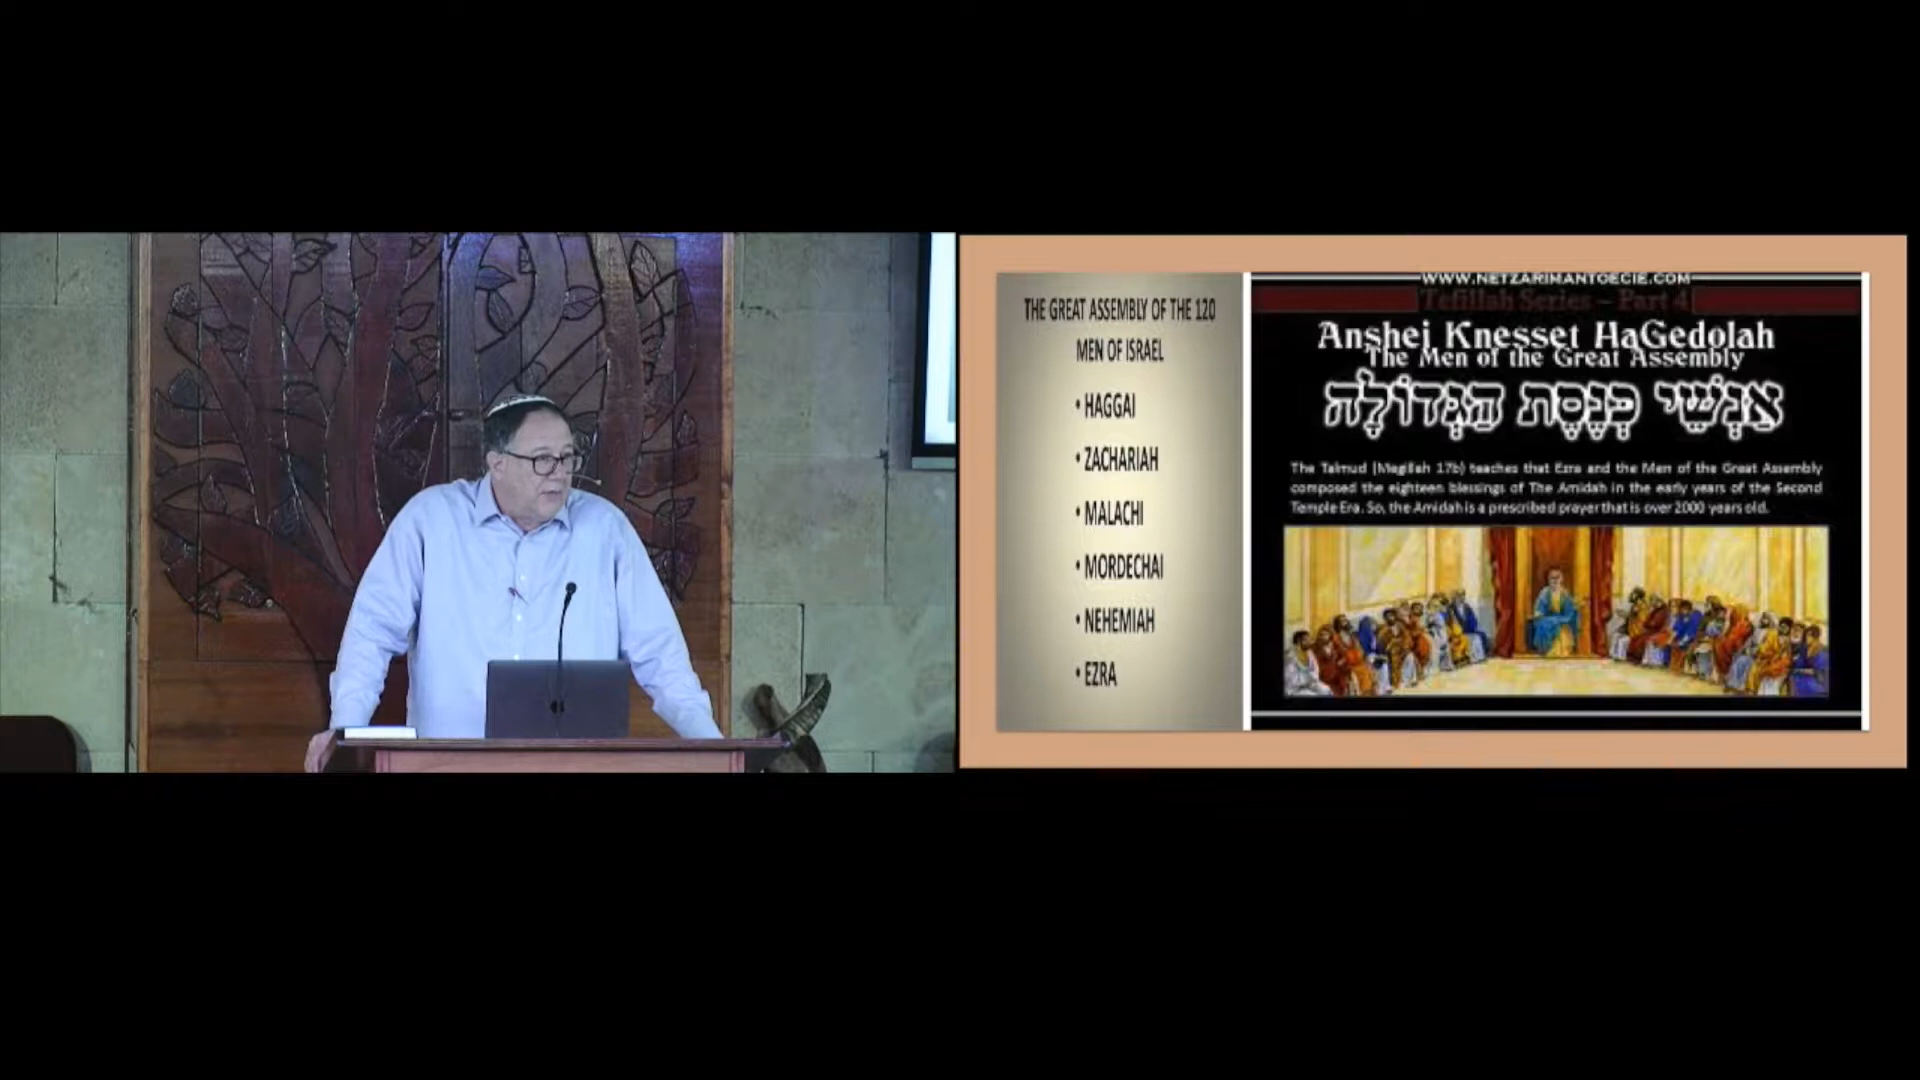 THE GREAT ASSEMBLY OF THE 120
MEN OF ISRAEL
• HAGGAI
• ZACHARIAH
• MALACHI
• MORDECHAI
• NEHEMIAH
• EZRA
WWW.NETZARIMANTOECIE.COM
Tefillah Series – Part 4
Anshei Knesset HaGedolah
The Men of the Great Assembly
אַנְשֵׁי כְּנֶסֶת הַגְּדוֹלָה
The Talmud (Megillah 17b) teaches that Ezra and the Men of the Great Assembly
composed the eighteen blessings of The Amidah in the early years of the Second
Temple Era. So, the Amidah is a prescribed prayer that is over 2000 years old.